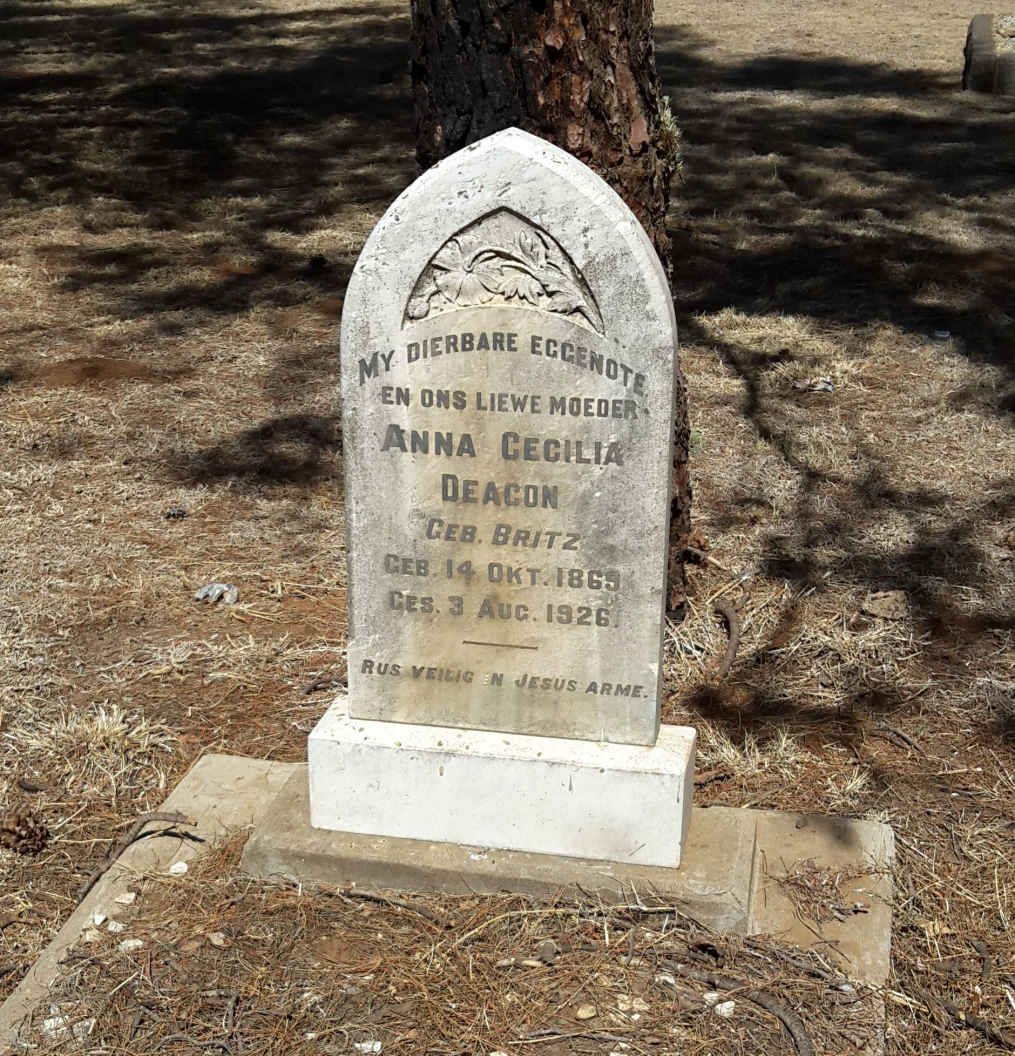 MY DIERBARE EGGENOTE
EN ONS LIEWE MOEDER
ANNA CECILIA
DEACON
GEB. BRITZ
GEB. 14 OKT. 1869
GES. 3 AUG. 1926.
RUS VEILIG IN JESUS ARME.